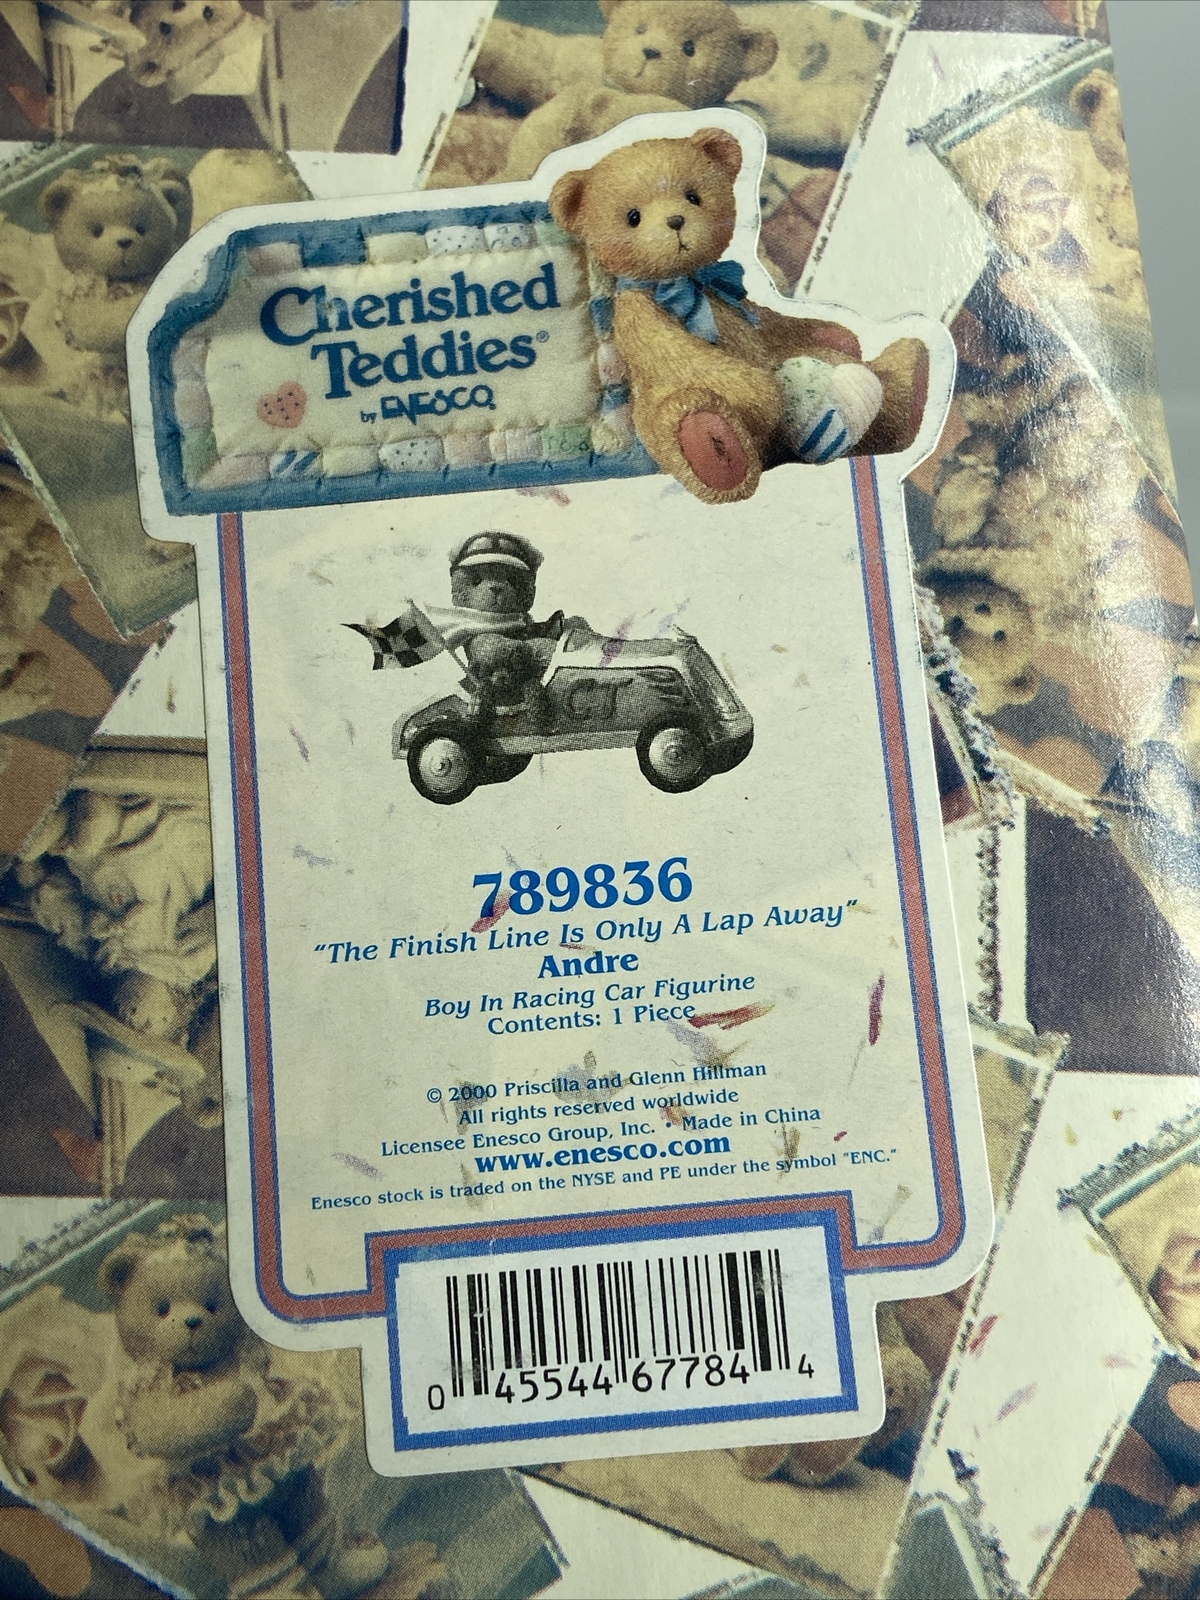 Cherished
Teddies®
by ENESCO
CT
789836
"The Finish Line Is Only A Lap Away"
Andre
Boy In Racing Car Figurine
Contents: 1 Piece
© 2000 Priscilla and Glenn Hillman
All rights reserved worldwide
Licensee Enesco Group, Inc. • Made in China
www.enesco.com
Enesco stock is traded on the NYSE and PE under the symbol "ENC."
0 45544 67784 4